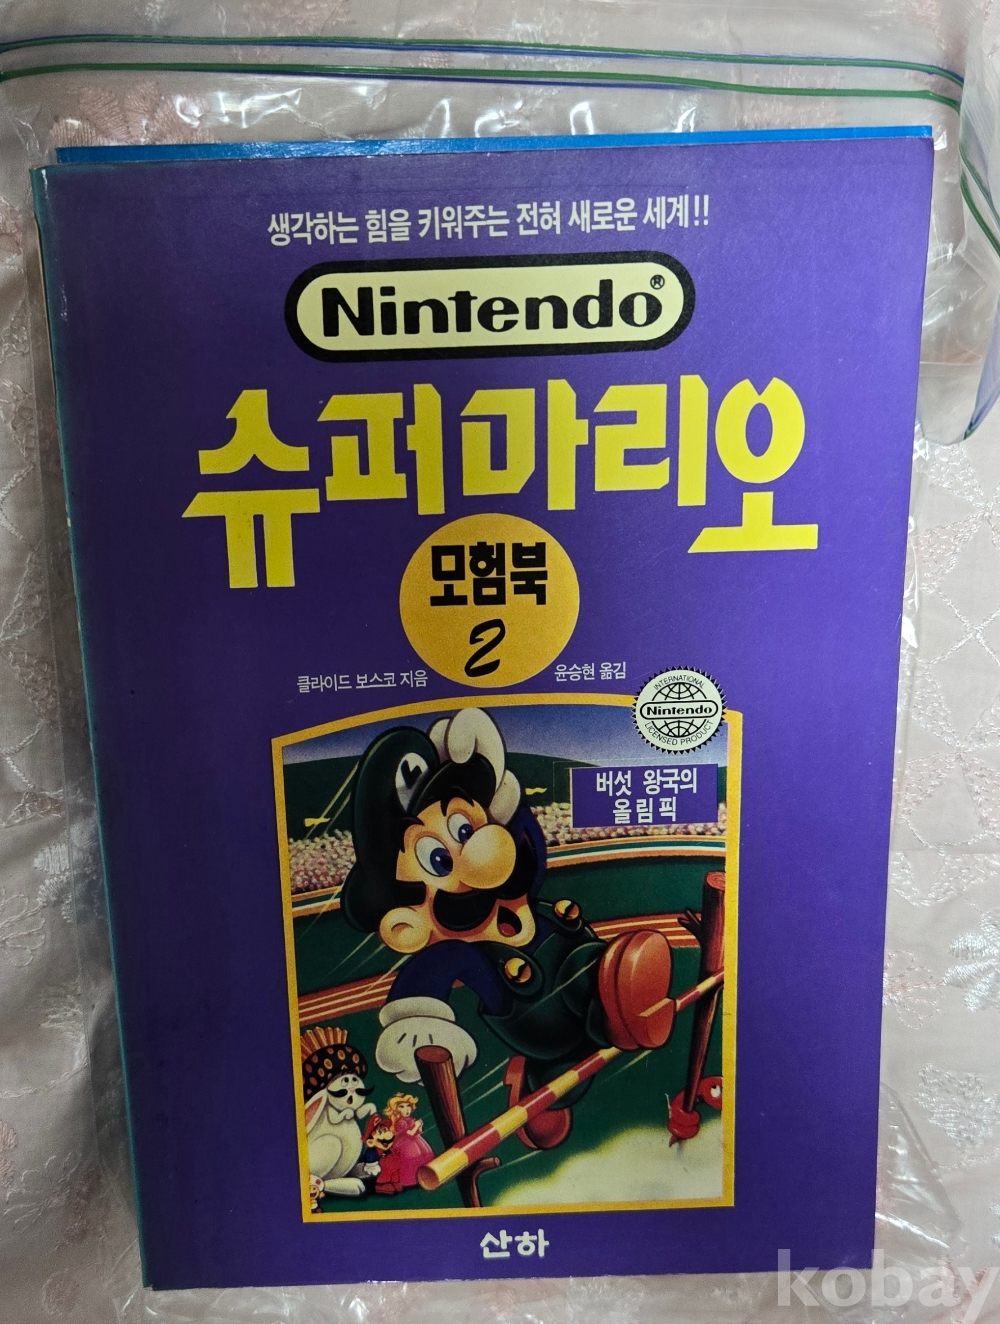 생각하는 힘을 키워주는 전혀 새로운 세계!!
Nintendo®
슈퍼마리오
모험북
2
클라이드 보스코 지음
윤승현 옮김
INTERNATIONAL
Nintendo
LICENSED PRODUCT
버섯 왕국의
올림픽
L
산하
kobay